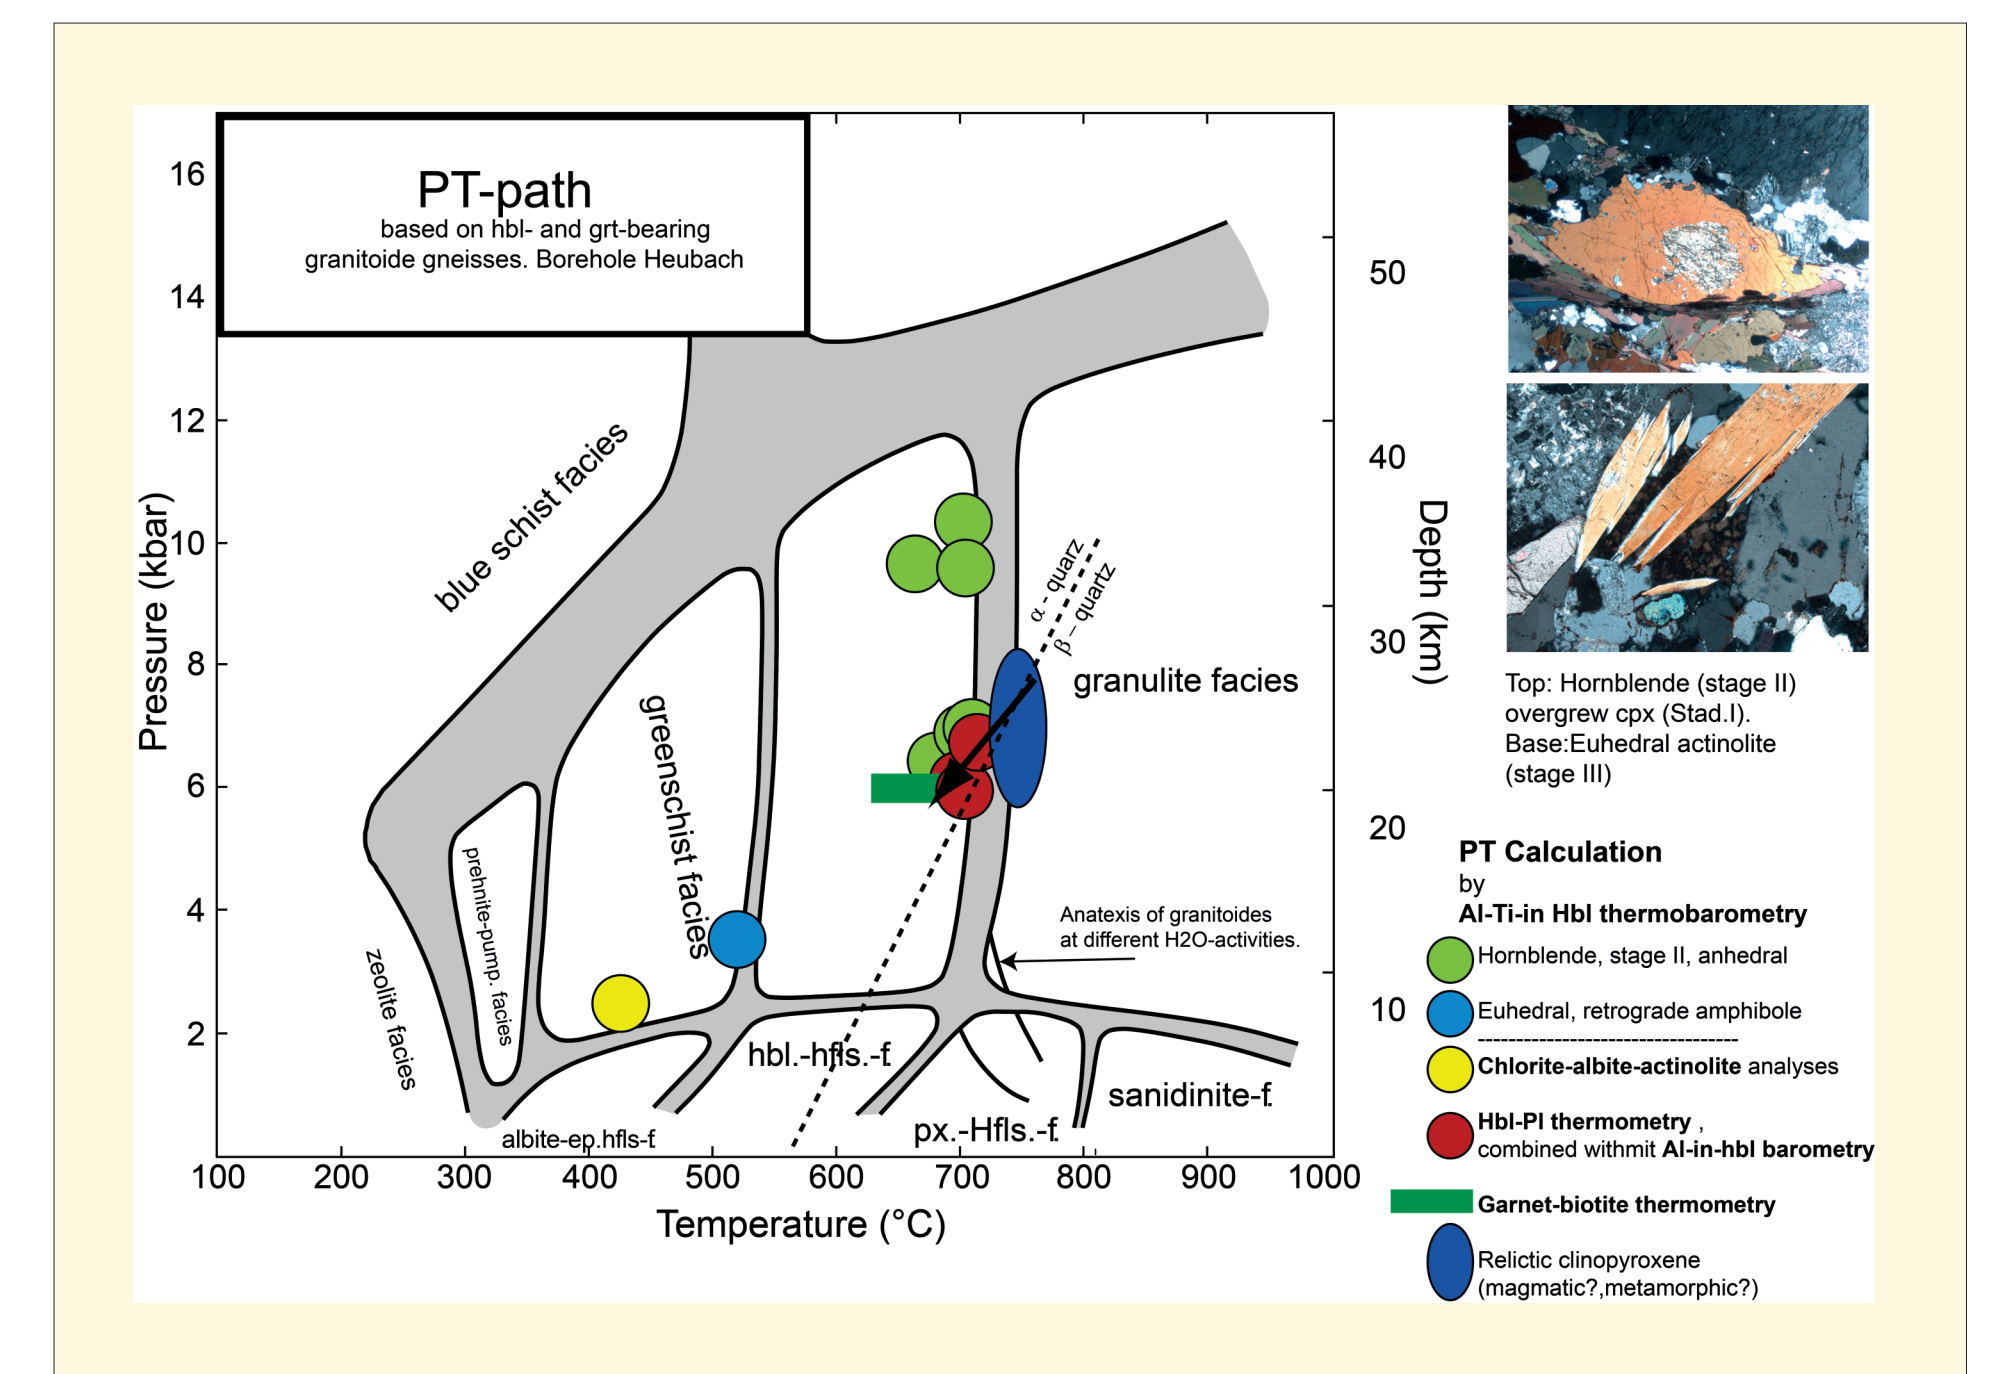 PT-path
based on hbl- and grt-bearing
granitoide gneisses. Borehole Heubach
16
14
12
10
8
6
4
2
Pressure (kbar)
100
200
300
400
500
600
700
800
900
1000
Temperature (°C)
50
40
30
20
10
Depth (km)
blue schist facies
greenschist facies
prehnite-pump. facies
zeolite facies
granulite facies
α - quarz
β – quartz
Anatexis of granitoides
at different H2O-activities.
hbl.-hfls.-f.
albite-ep.hfls-f.
px.-Hfls.-f.
sanidinite-f.
Top: Hornblende (stage II)
overgrew cpx (Stad.I).
Base:Euhedral actinolite
(stage III)
PT Calculation
by
Al-Ti-in Hbl thermobarometry
Hornblende, stage II, anhedral
Euhedral, retrograde amphibole
----------------------------------
Chlorite-albite-actinolite analyses
Hbl-Pl thermometry ,
combined withmit Al-in-hbl barometry
Garnet-biotite thermometry
Relictic clinopyroxene
(magmatic?,metamorphic?)